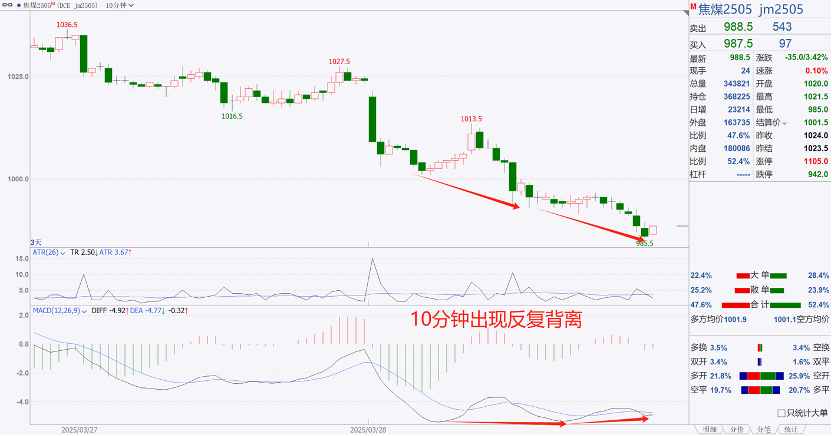 焦煤2505 M (DCE jm2505) 10分钟
1036.5
1025.0
1027.5
1016.5
1013.5
1000.0
985.5
3天
ATR(26) TR 2.50↓ ATR 3.67↑
15.0
10.0
5.0
0.0
MACD(12,26,9) DIFF -4.92↑ DEA -4.77↓ -0.32↑
2.0
0.0
-2.0
-4.0
10分钟出现反复背离
2025/03/27 2025/03/28
M 焦煤2505 jm2505
卖出 988.5 543
买入 987.5 97
最新 988.5 涨跌 -35.0/3.42%
现手 24 速涨 0.10%
总量 343821 开盘 1020.0
持仓 368225 最高 1021.5
日增 23214 最低 985.0
外盘 163735 结算价 1001.5
比例 47.6% 昨收 1024.0
内盘 180086 昨结 1023.5
比例 52.4% 涨停 1105.0
杠杆 ----- 跌停 942.0
22.4% 大单 28.4%
25.2% 散单 23.9%
47.6% 合计 52.4%
多方均价1001.9 1001.1空方均价
多换 3.5% 3.4% 空换
双开 3.4% 1.6% 双平
多开 21.8% 25.9% 空开
空平 19.7% 20.7% 多平
只统计大单
明细 分价 分笔 统计